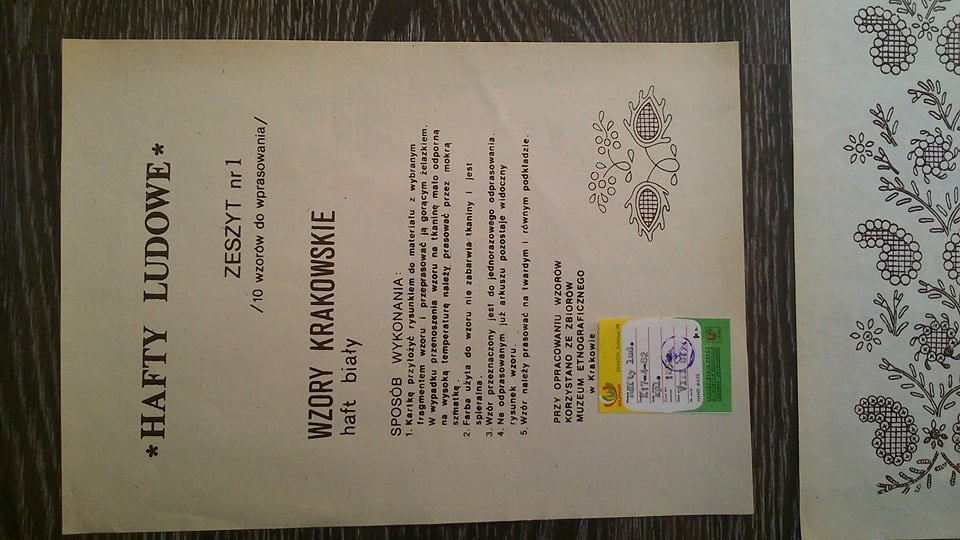 *HAFTY LUDOWE*
ZESZYT nr 1
/10 wzorów do wprasowania/
WZORY KRAKOWSKIE
haft biały
SPOSÓB WYKONANIA:
1. Kartkę przyłożyć rysunkiem do materiału z wybranym
fragmentem wzoru i przeprasować ją gorącym żelazkiem.
W wypadku przenoszenia wzoru na tkaninę mało odporną
na wysoką temperaturę należy prasować przez mokrą
szmatkę.
2. Farba użyta do wzoru nie zabarwia tkaniny i jest
spieralna.
3. Wzór przeznaczony jest do jednorazowego odprasowania.
4. Na odprasowanym już arkuszu pozostaje widoczny
rysunek wzoru.
5. Wzór należy prasować na twardym i równym podkładzie.
PRZY OPRACOWANIU WZORÓW
KORZYSTANO ZE ZBIORÓW
MUZEUM ETNOGRAFICZNEGO
w Krakowie
Hafty lud.